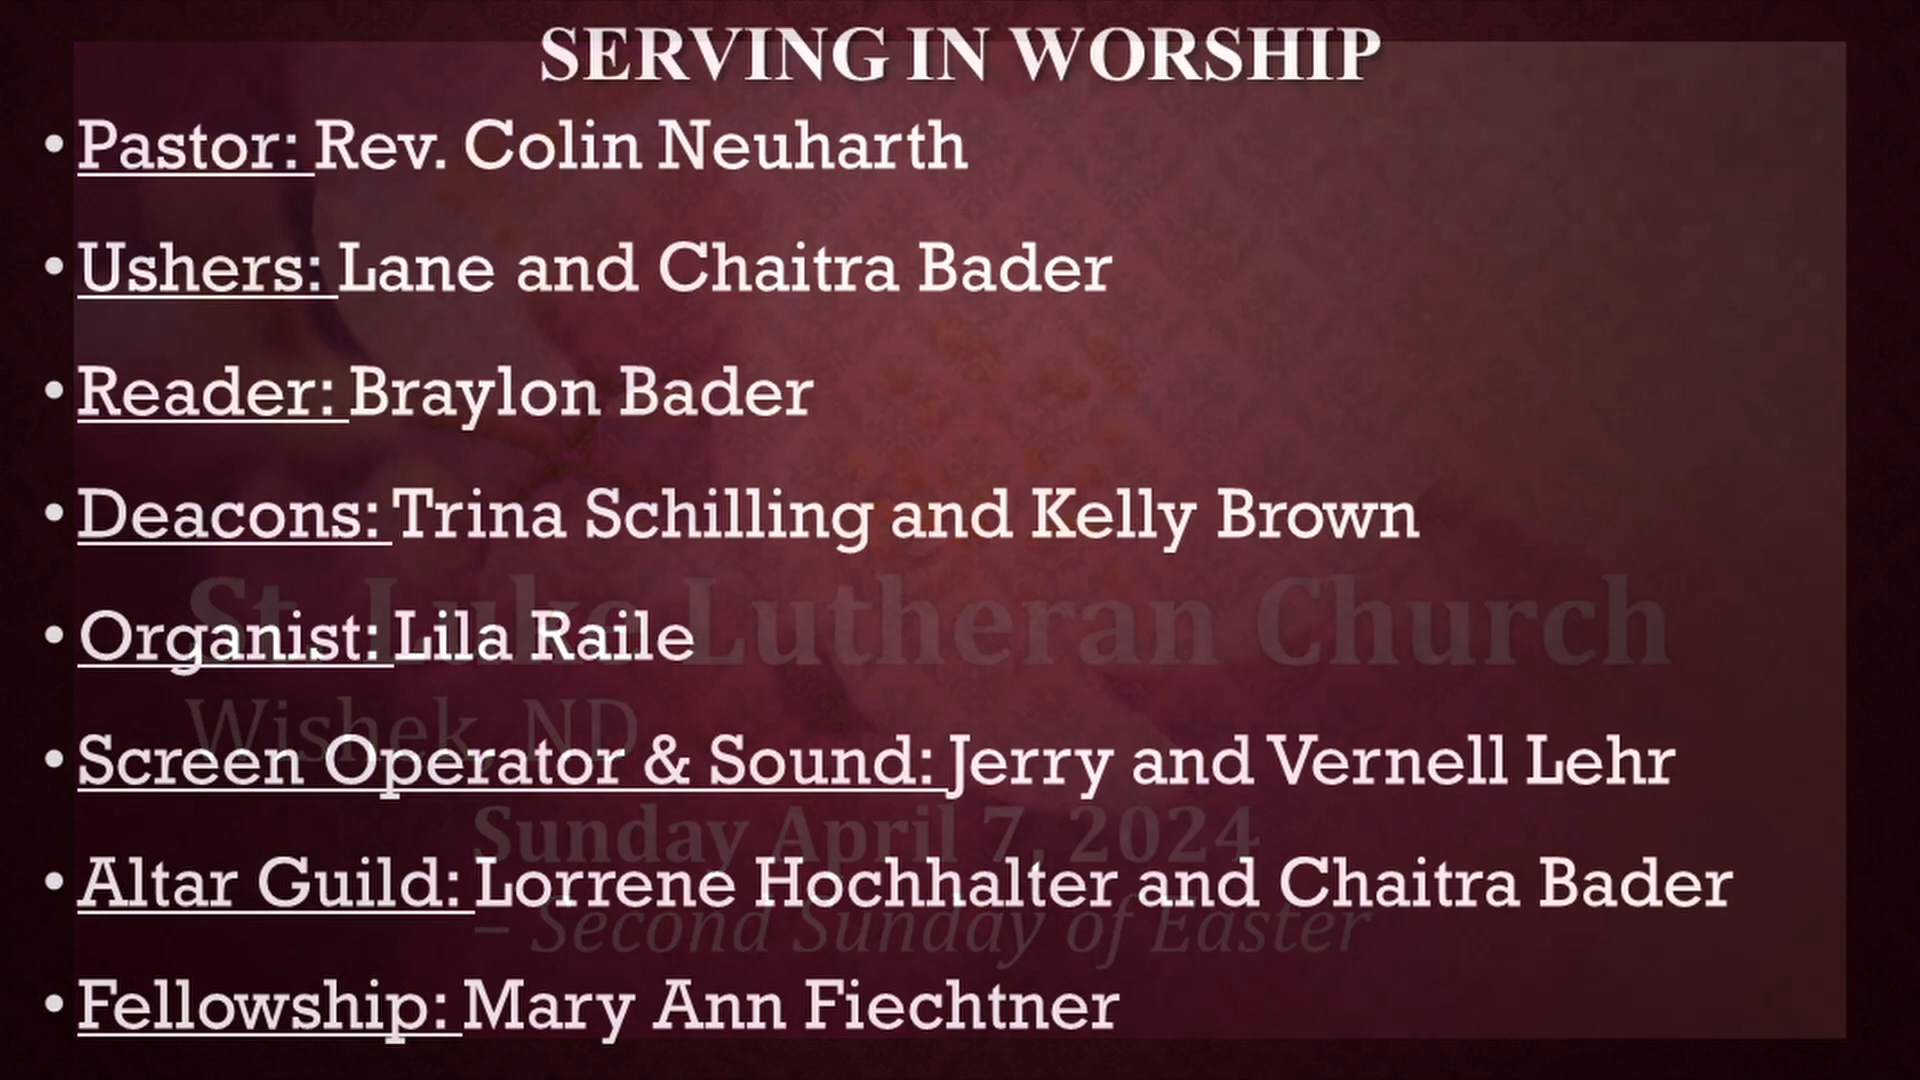 SERVING IN WORSHIP
• Pastor: Rev. Colin Neuharth
• Ushers: Lane and Chaitra Bader
• Reader: Braylon Bader
• Deacons: Trina Schilling and Kelly Brown
St. Luke Lutheran Church
• Organist: Lila Raile
Wishek, ND
• Screen Operator & Sound: Jerry and Vernell Lehr
Sunday April 7, 2024
• Altar Guild: Lorrene Hochhalter and Chaitra Bader
– Second Sunday of Easter
• Fellowship: Mary Ann Fiechtner